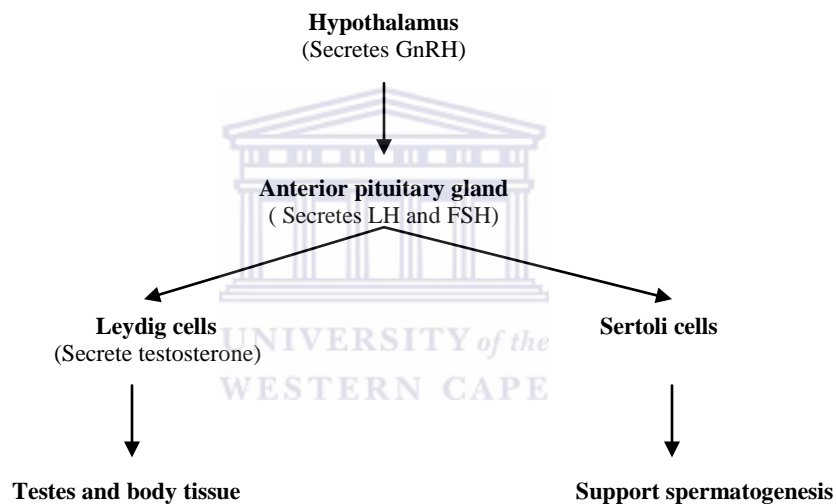 Hypothalamus
(Secretes GnRH)
Anterior pituitary gland
( Secretes LH and FSH)
Leydig cells
(Secrete testosterone)
Sertoli cells
UNIVERSITY of the
WESTERN CAPE
Testes and body tissue
Support spermatogenesis